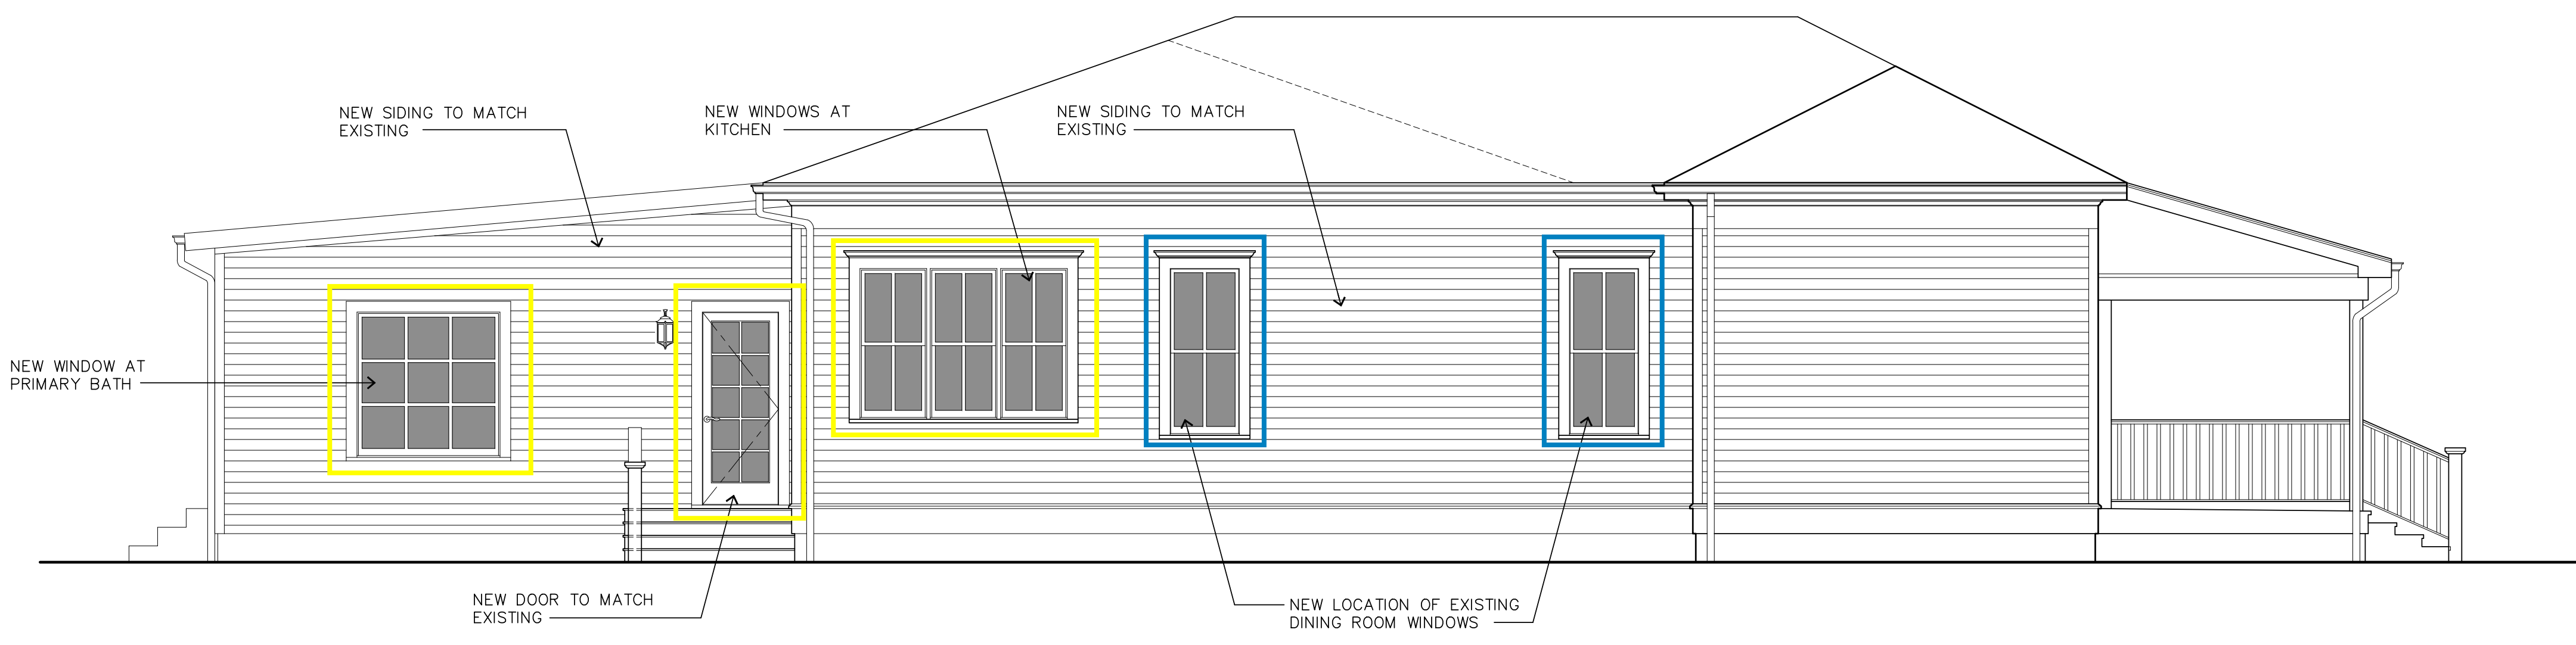 NEW SIDING TO MATCH
EXISTING
NEW WINDOWS AT
KITCHEN
NEW SIDING TO MATCH
EXISTING
NEW WINDOW AT
PRIMARY BATH
NEW DOOR TO MATCH
EXISTING
NEW LOCATION OF EXISTING
DINING ROOM WINDOWS